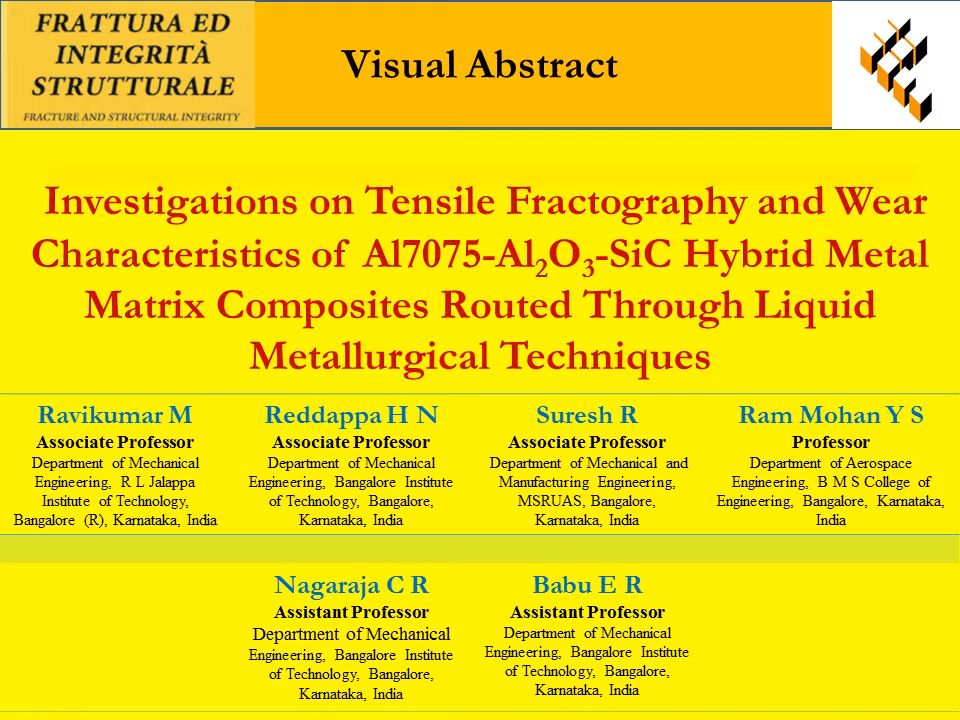 FRATTURA ED
INTEGRITÀ
STRUTTURALE
FRACTURE AND STRUCTURAL INTEGRITY
Visual Abstract
Investigations on Tensile Fractography and Wear
Characteristics of Al7075-Al₂O₃-SiC Hybrid Metal
Matrix Composites Routed Through Liquid
Metallurgical Techniques
Ravikumar M
Associate Professor
Department of Mechanical
Engineering, R L Jalappa
Institute of Technology,
Bangalore (R), Karnataka, India
Reddappa H N
Associate Professor
Department of Mechanical
Engineering, Bangalore Institute
of Technology, Bangalore,
Karnataka, India
Suresh R
Associate Professor
Department of Mechanical and
Manufacturing Engineering,
MSRUAS, Bangalore,
Karnataka, India
Ram Mohan Y S
Professor
Department of Aerospace
Engineering, B M S College of
Engineering, Bangalore, Karnataka,
India
Nagaraja C R
Assistant Professor
Department of Mechanical
Engineering, Bangalore Institute
of Technology, Bangalore,
Karnataka, India
Babu E R
Assistant Professor
Department of Mechanical
Engineering, Bangalore Institute
of Technology, Bangalore,
Karnataka, India